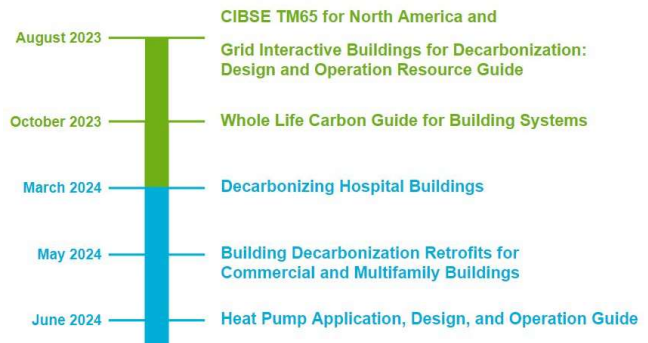 CIBSE TM65 for North America and
August 2023
Grid Interactive Buildings for Decarbonization:
Design and Operation Resource Guide
October 2023
Whole Life Carbon Guide for Building Systems
March 2024
Decarbonizing Hospital Buildings
May 2024
Building Decarbonization Retrofits for
Commercial and Multifamily Buildings
June 2024
Heat Pump Application, Design, and Operation Guide